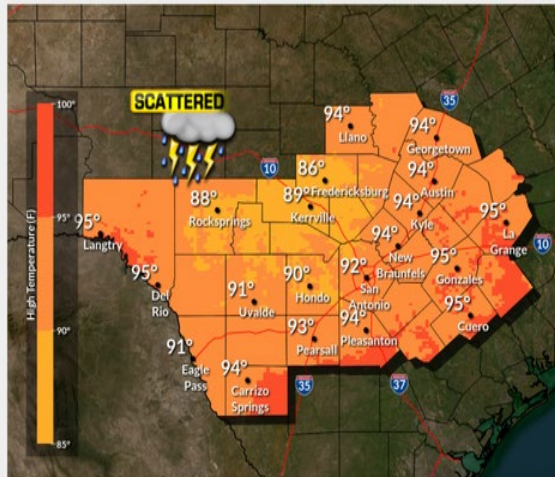 100°
SCATTERED
35
94°
Llano
94°
Georgetown
10
86°
Fredericksburg
94°
Austin
88°
Rocksprings
89°
Kerrville
94°
Kyle
95°
La
Grange
95°
Langtry
94°
New
Braunfels
10
95°
Del
Rio
91°
Uvalde
90°
Hondo
92°
San
Antonio
95°
Gonzales
95°
Cuero
93°
Pearsall
94°
Pleasanton
91°
Eagle
Pass
94°
Carrizo
Springs
35
37
High Temperature (F)
95°
90°
85°